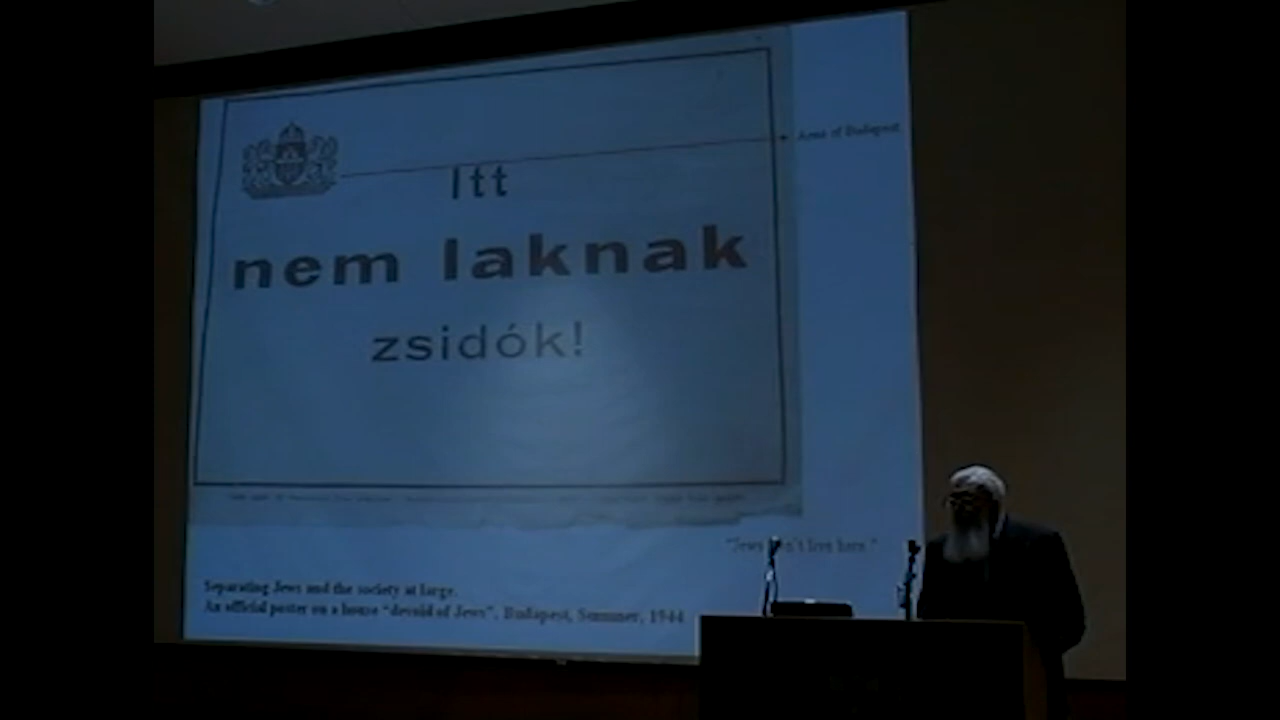 Arms of Budapest
Itt
nem laknak
zsidók!
"Jews don't live here."
Separating Jews and the society at large.
An official poster on a house "devoid of Jews", Budapest, Summer, 1944